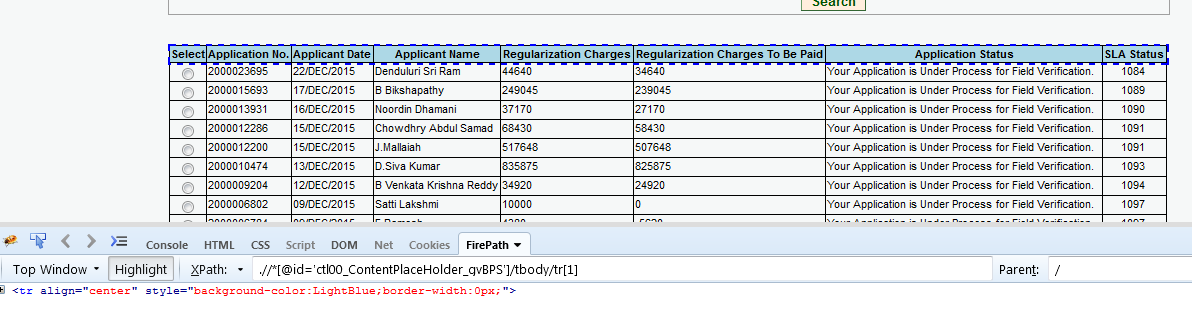 Search
Select Application No. Applicant Date Applicant Name Regularization Charges Regularization Charges To Be Paid Application Status SLA Status
2000023695 22/DEC/2015 Denduluri Sri Ram 44640 34640 Your Application is Under Process for Field Verification. 1084
2000015693 17/DEC/2015 B Bikshapathy 249045 239045 Your Application is Under Process for Field Verification. 1089
2000013931 16/DEC/2015 Noordin Dhamani 37170 27170 Your Application is Under Process for Field Verification. 1090
2000012286 15/DEC/2015 Chowdhry Abdul Samad 68430 58430 Your Application is Under Process for Field Verification. 1091
2000012200 15/DEC/2015 J.Mallaiah 517648 507648 Your Application is Under Process for Field Verification. 1091
2000010474 13/DEC/2015 D.Siva Kumar 835875 825875 Your Application is Under Process for Field Verification. 1093
2000009204 12/DEC/2015 B Venkata Krishna Reddy 34920 24920 Your Application is Under Process for Field Verification. 1094
2000006802 09/DEC/2015 Satti Lakshmi 10000 0 Your Application is Under Process for Field Verification. 1097
Your Application is Under Process for Field Verification.
Console HTML CSS Script DOM Net Cookies FirePath
Top Window Highlight XPath: .//*[@id='ctl00_ContentPlaceHolder_gvBPS']/tbody/tr[1] Parent: /
<tr align="center" style="background-color:LightBlue;border-width:0px;">